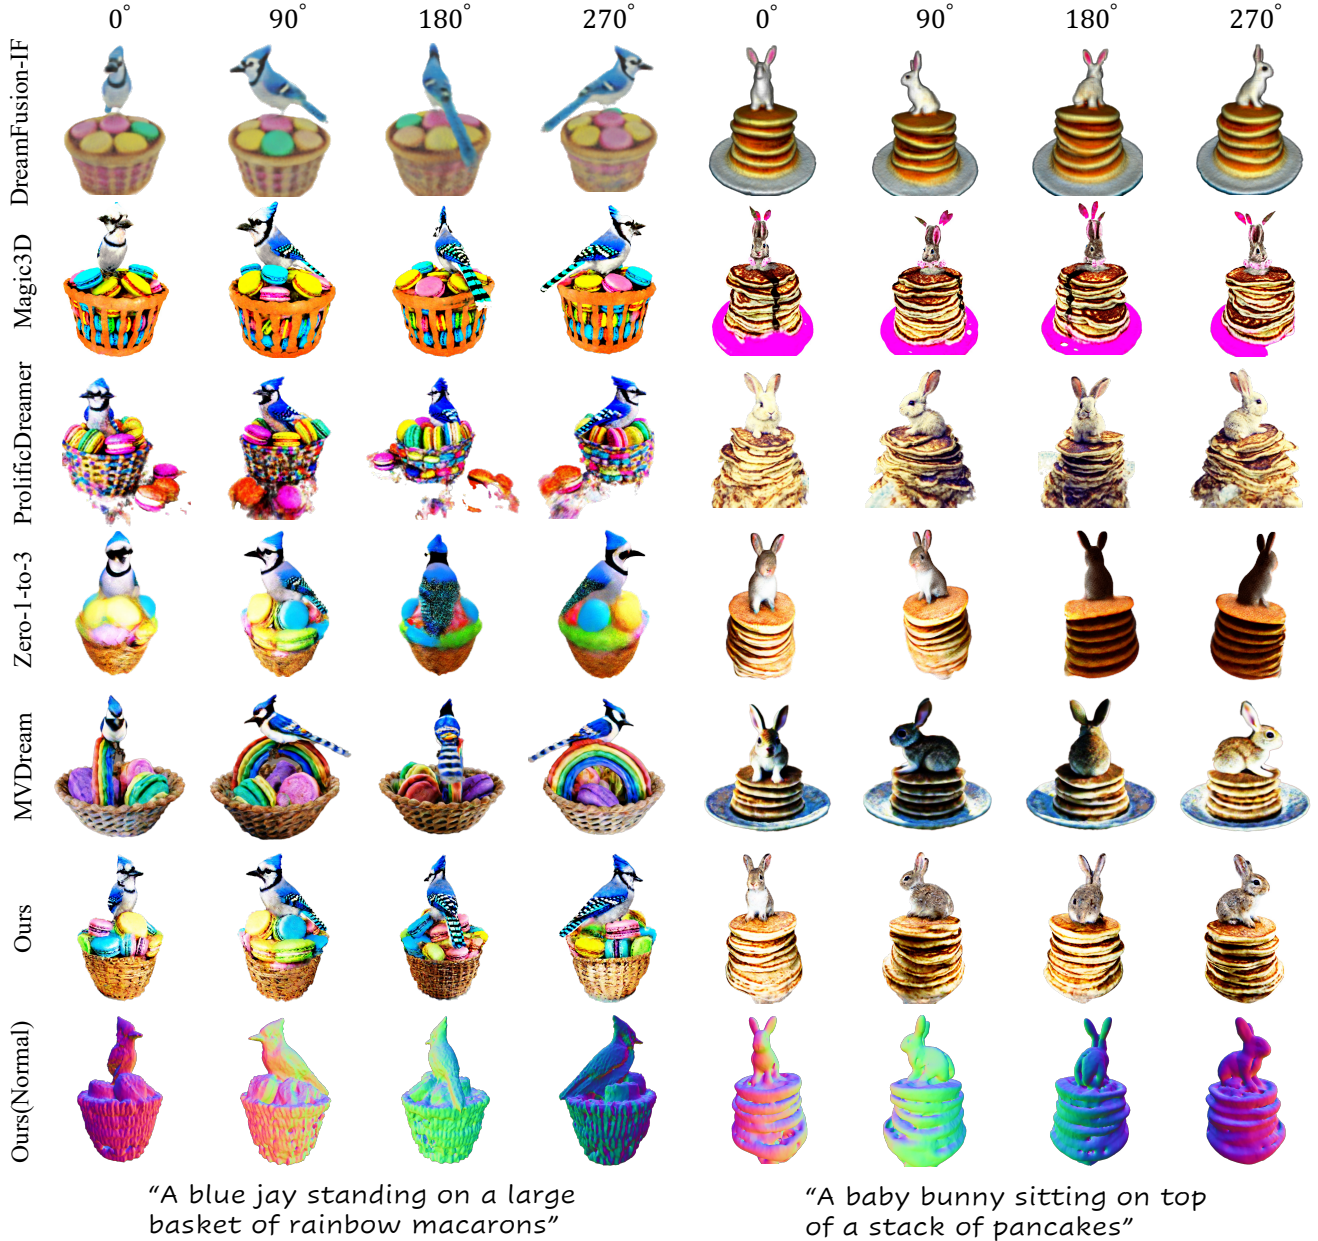 0° 90° 180° 270° 0° 90° 180° 270°
DreamFusion-IF
Magic3D
ProlificDreamer
Zero-1-to-3
MVDream
Ours
Ours(Normal)
“A blue jay standing on a large
basket of rainbow macarons”
“A baby bunny sitting on top
of a stack of pancakes”